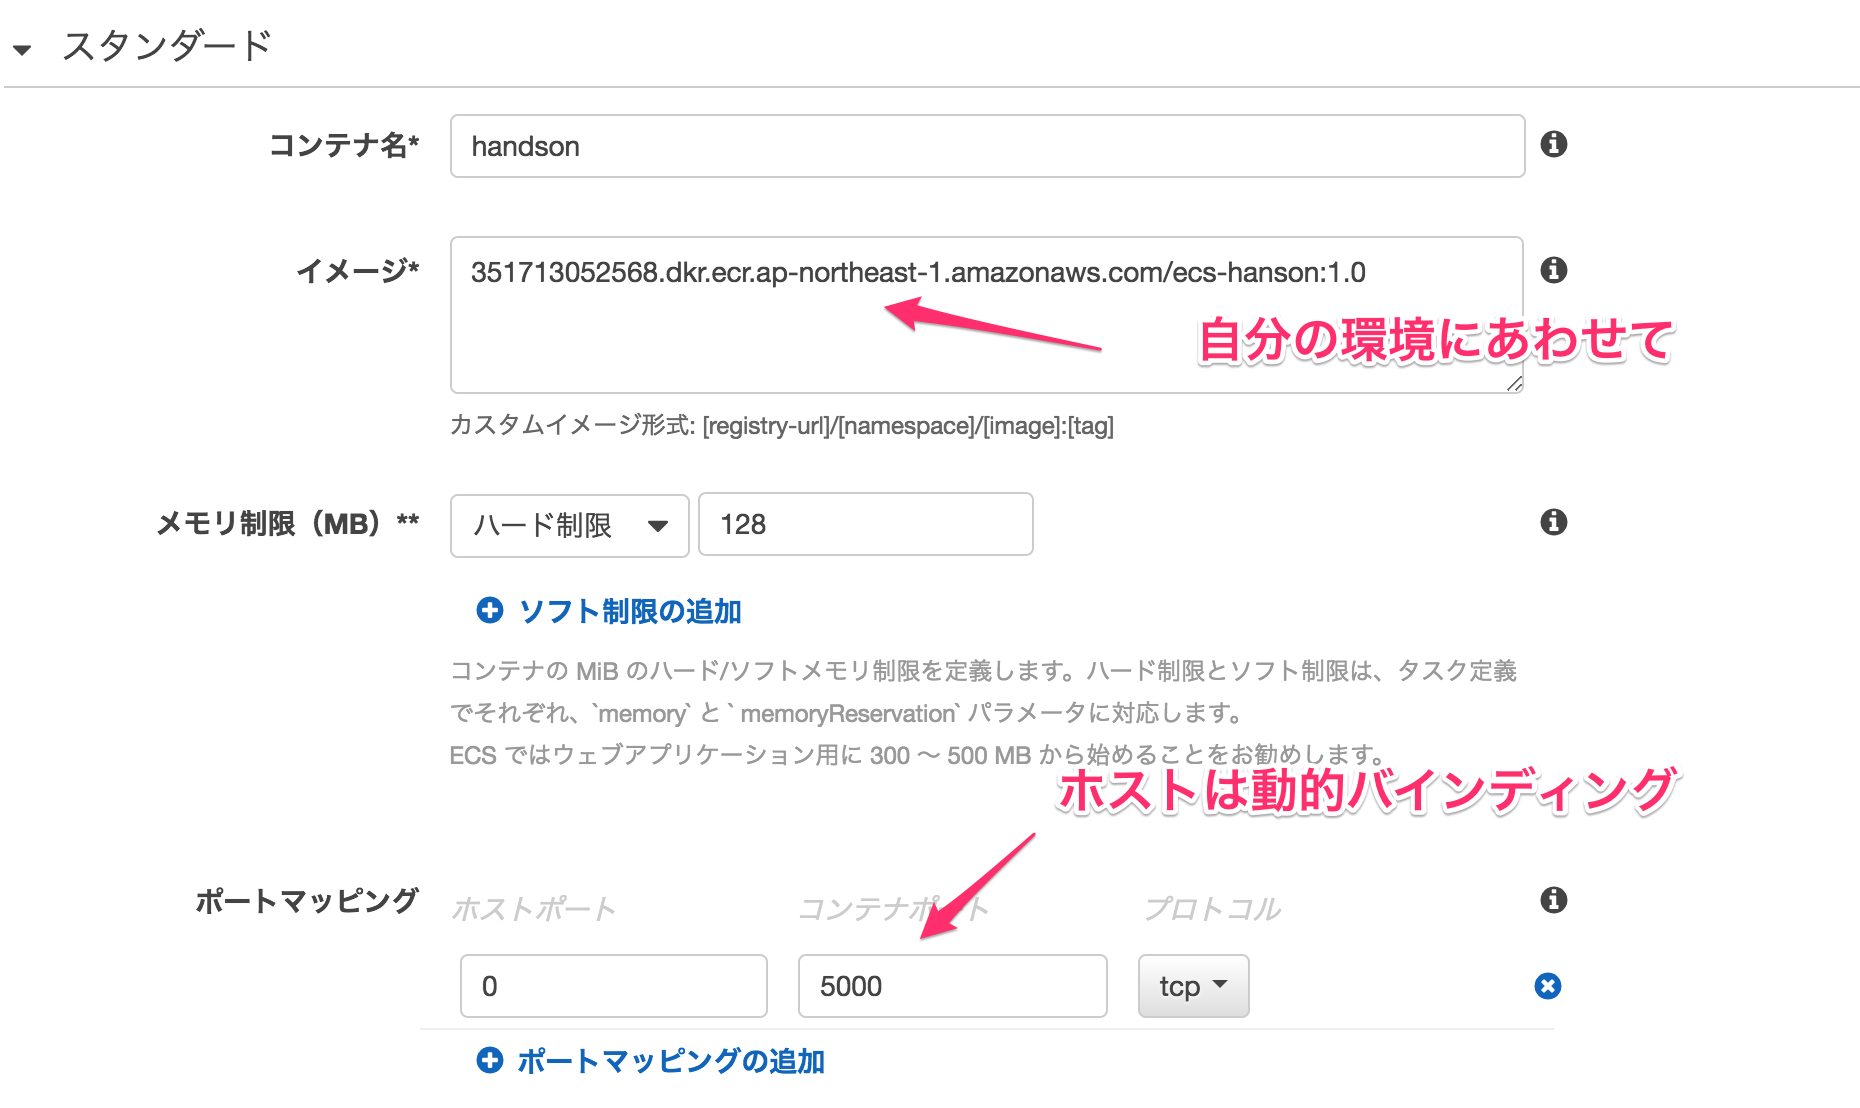 スタンダード
コンテナ名*
handson
イメージ*
351713052568.dkr.ecr.ap-northeast-1.amazonaws.com/ecs-hanson:1.0
自分の環境にあわせて
カスタムイメージ形式: [registry-url]/[namespace]/[image]:[tag]
メモリ制限（MB）**
ハード制限
128
ソフト制限の追加
コンテナの MiB のハード/ソフトメモリ制限を定義します。ハード制限とソフト制限は、タスク定義
でそれぞれ、`memory` と ` memoryReservation` パラメータに対応します。
ECS ではウェブアプリケーション用に 300 ～ 500 MB から始めることをお勧めします。
ホストは動的バインディング
ポートマッピング
ホストポート
コンテナポート
プロトコル
0
5000
tcp
ポートマッピングの追加